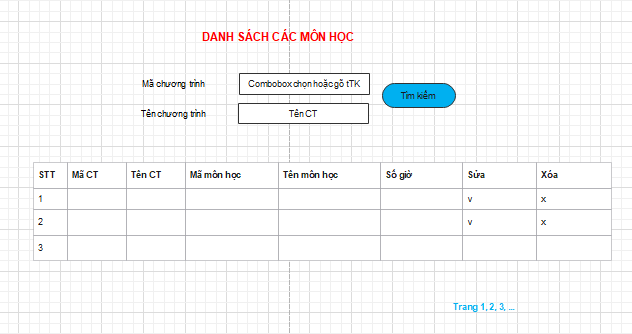 DANH SÁCH CÁC MÔN HỌC
Mã chương trình
Combobox chọn hoặc gõ tTK
Tìm kiếm
Tên chương trình
Tên CT
STT Mã CT Tên CT Mã môn học Tên môn học Số giờ Sửa Xóa
1 v x
2 v x
3
Trang 1, 2, 3, ...